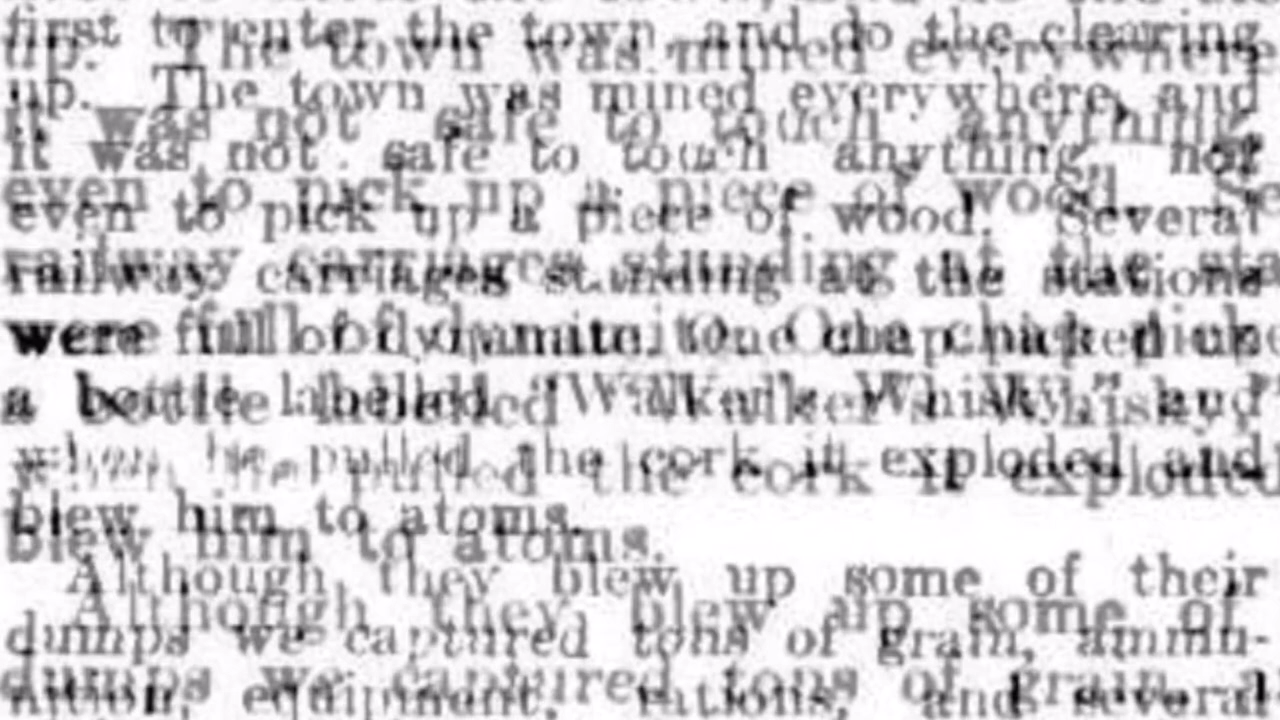 first to enter the town, and do the clearing
up. The town was mined everywhere, and
it was not safe to touch anything, not
even to pick up a piece of wood. Several
railway carriages standing at the stations
were full of dynamite. One chap picked up
a bottle labelled "Walker's Whisky," and
when he pulled the cork it exploded and
blew him to atoms.
Although they blew up some of their
dumps we captured tons of grain, ammu-
nition, equipment, rations, and several